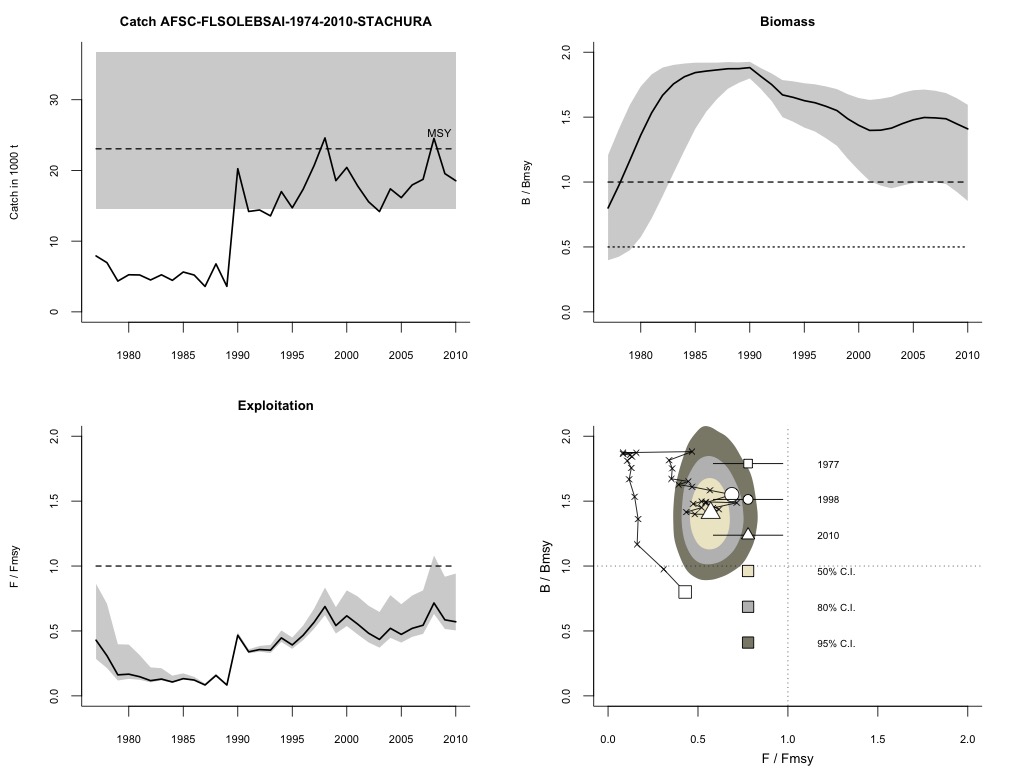 Catch AFSC-FLSOLEBSAI-1974-2010-STACHURA
Catch in 1000 t
0 10 20 30
MSY
1980 1985 1990 1995 2000 2005 2010
Biomass
B / Bmsy
0.0 0.5 1.0 1.5 2.0
1980 1985 1990 1995 2000 2005 2010
Exploitation
F / Fmsy
0.0 0.5 1.0 1.5 2.0
1980 1985 1990 1995 2000 2005 2010
B / Bmsy
0.0 0.5 1.0 1.5 2.0
1977
1998
2010
50% C.I.
80% C.I.
95% C.I.
0.0 0.5 1.0 1.5 2.0
F / Fmsy